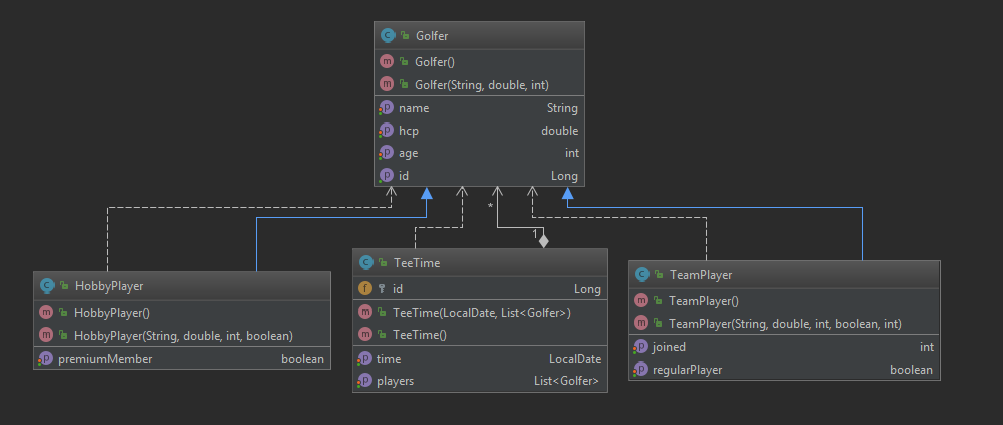 Golfer
Golfer()
Golfer(String, double, int)
name String
hcp double
age int
id Long
*
1
HobbyPlayer
HobbyPlayer()
HobbyPlayer(String, double, int, boolean)
premiumMember boolean
TeeTime
id Long
TeeTime(LocalDate, List<Golfer>)
TeeTime()
time LocalDate
players List<Golfer>
TeamPlayer
TeamPlayer()
TeamPlayer(String, double, int, boolean, int)
joined int
regularPlayer boolean